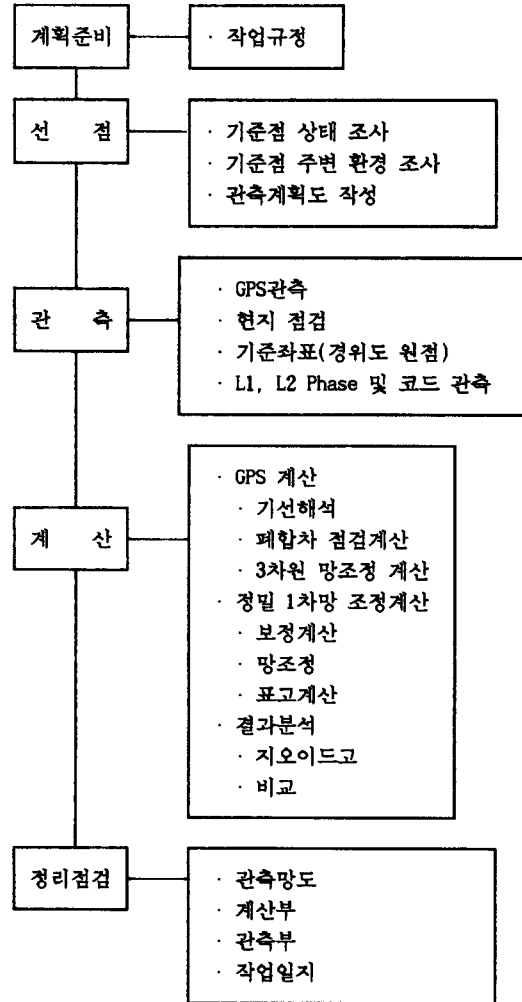 계획준비
· 작업규정
선 점
· 기준점 상태 조사
· 기준점 주변 환경 조사
· 관측계획도 작성
관 측
· GPS관측
· 현지 점검
· 기준좌표(경위도 원점)
· L1, L2 Phase 및 코드 관측
계 산
· GPS 계산
· 기선해석
· 폐합차 점검계산
· 3차원 망조정 계산
· 정밀 1차망 조정계산
· 보정계산
· 망조정
· 표고계산
· 결과분석
· 지오이드고
· 비교
정리점검
· 관측망도
· 계산부
· 관측부
· 작업일지